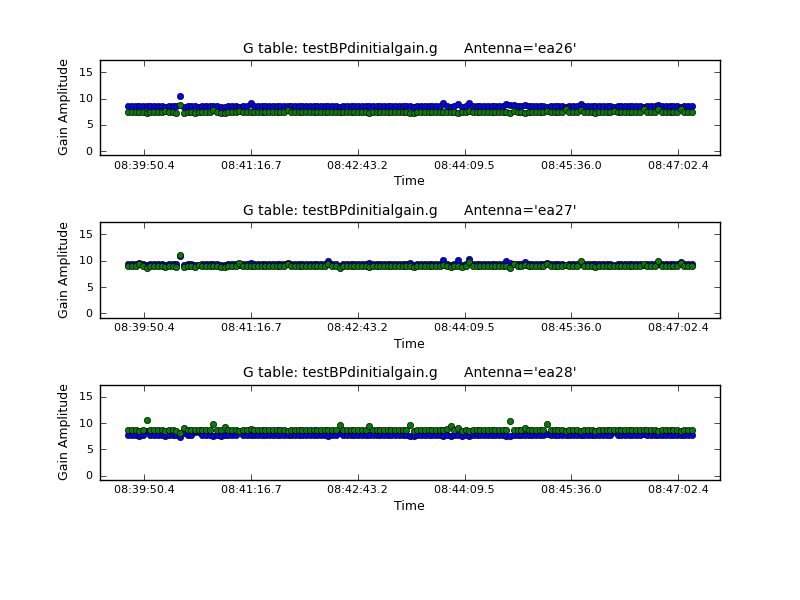 G table: testBPdinitialgain.g Antenna='ea26'
Gain Amplitude
15
10
5
0
08:39:50.4 08:41:16.7 08:42:43.2 08:44:09.5 08:45:36.0 08:47:02.4
Time
G table: testBPdinitialgain.g Antenna='ea27'
Gain Amplitude
15
10
5
0
08:39:50.4 08:41:16.7 08:42:43.2 08:44:09.5 08:45:36.0 08:47:02.4
Time
G table: testBPdinitialgain.g Antenna='ea28'
Gain Amplitude
15
10
5
0
08:39:50.4 08:41:16.7 08:42:43.2 08:44:09.5 08:45:36.0 08:47:02.4
Time